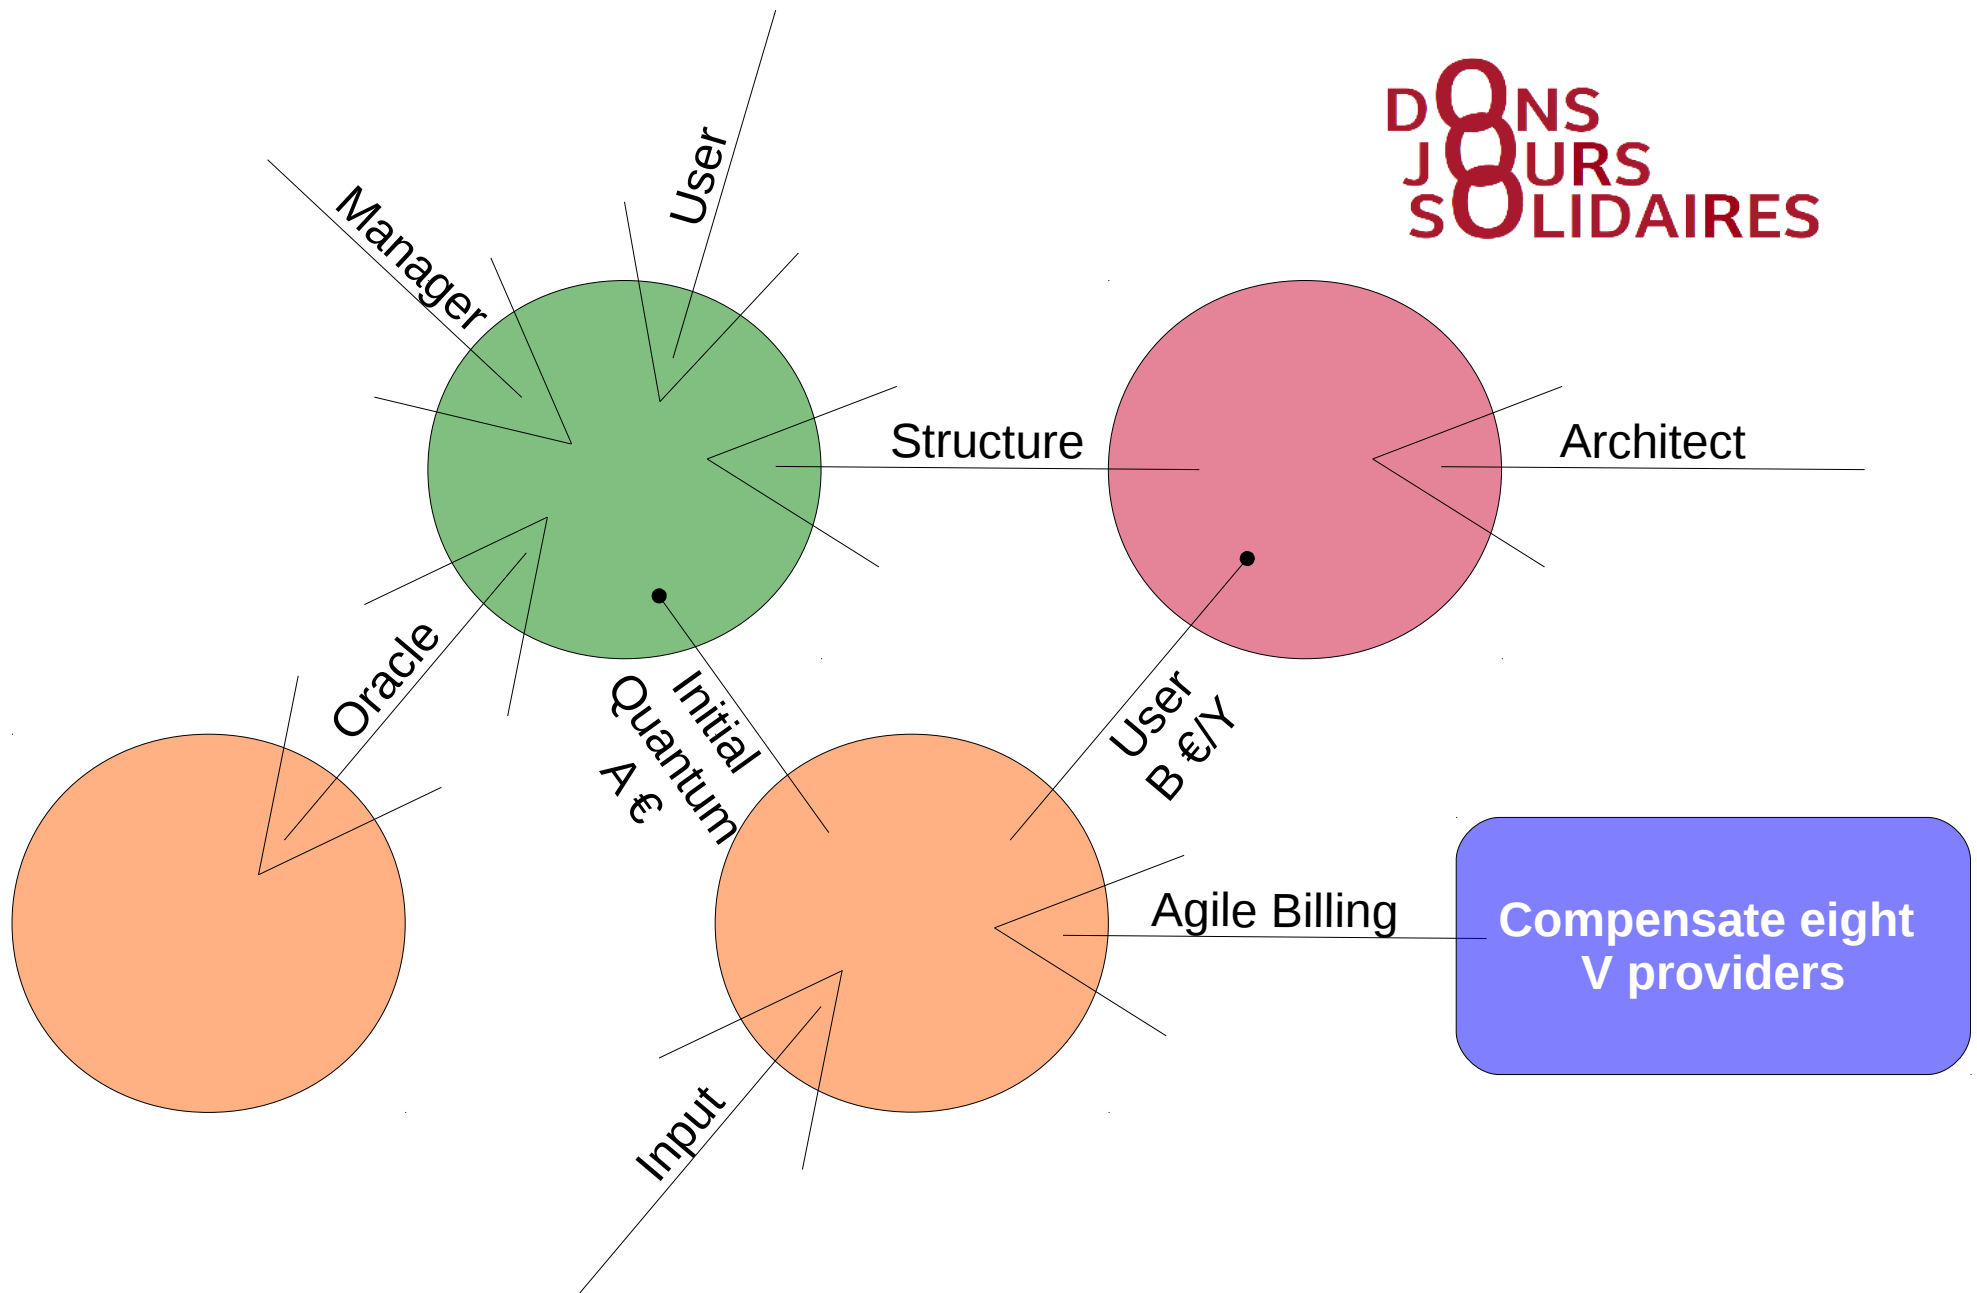 DONS
JOURS
SOLIDAIRES
User
Manager
Structure
Architect
Oracle
Initial
Quantum
A €
User
B €/Y
Agile Billing
Compensate eight
V providers
Input